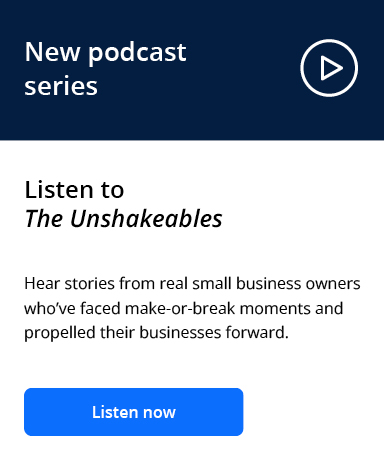 New podcast
series
Listen to
The Unshakeables
Hear stories from real small business owners
who’ve faced make-or-break moments and
propelled their businesses forward.
Listen now